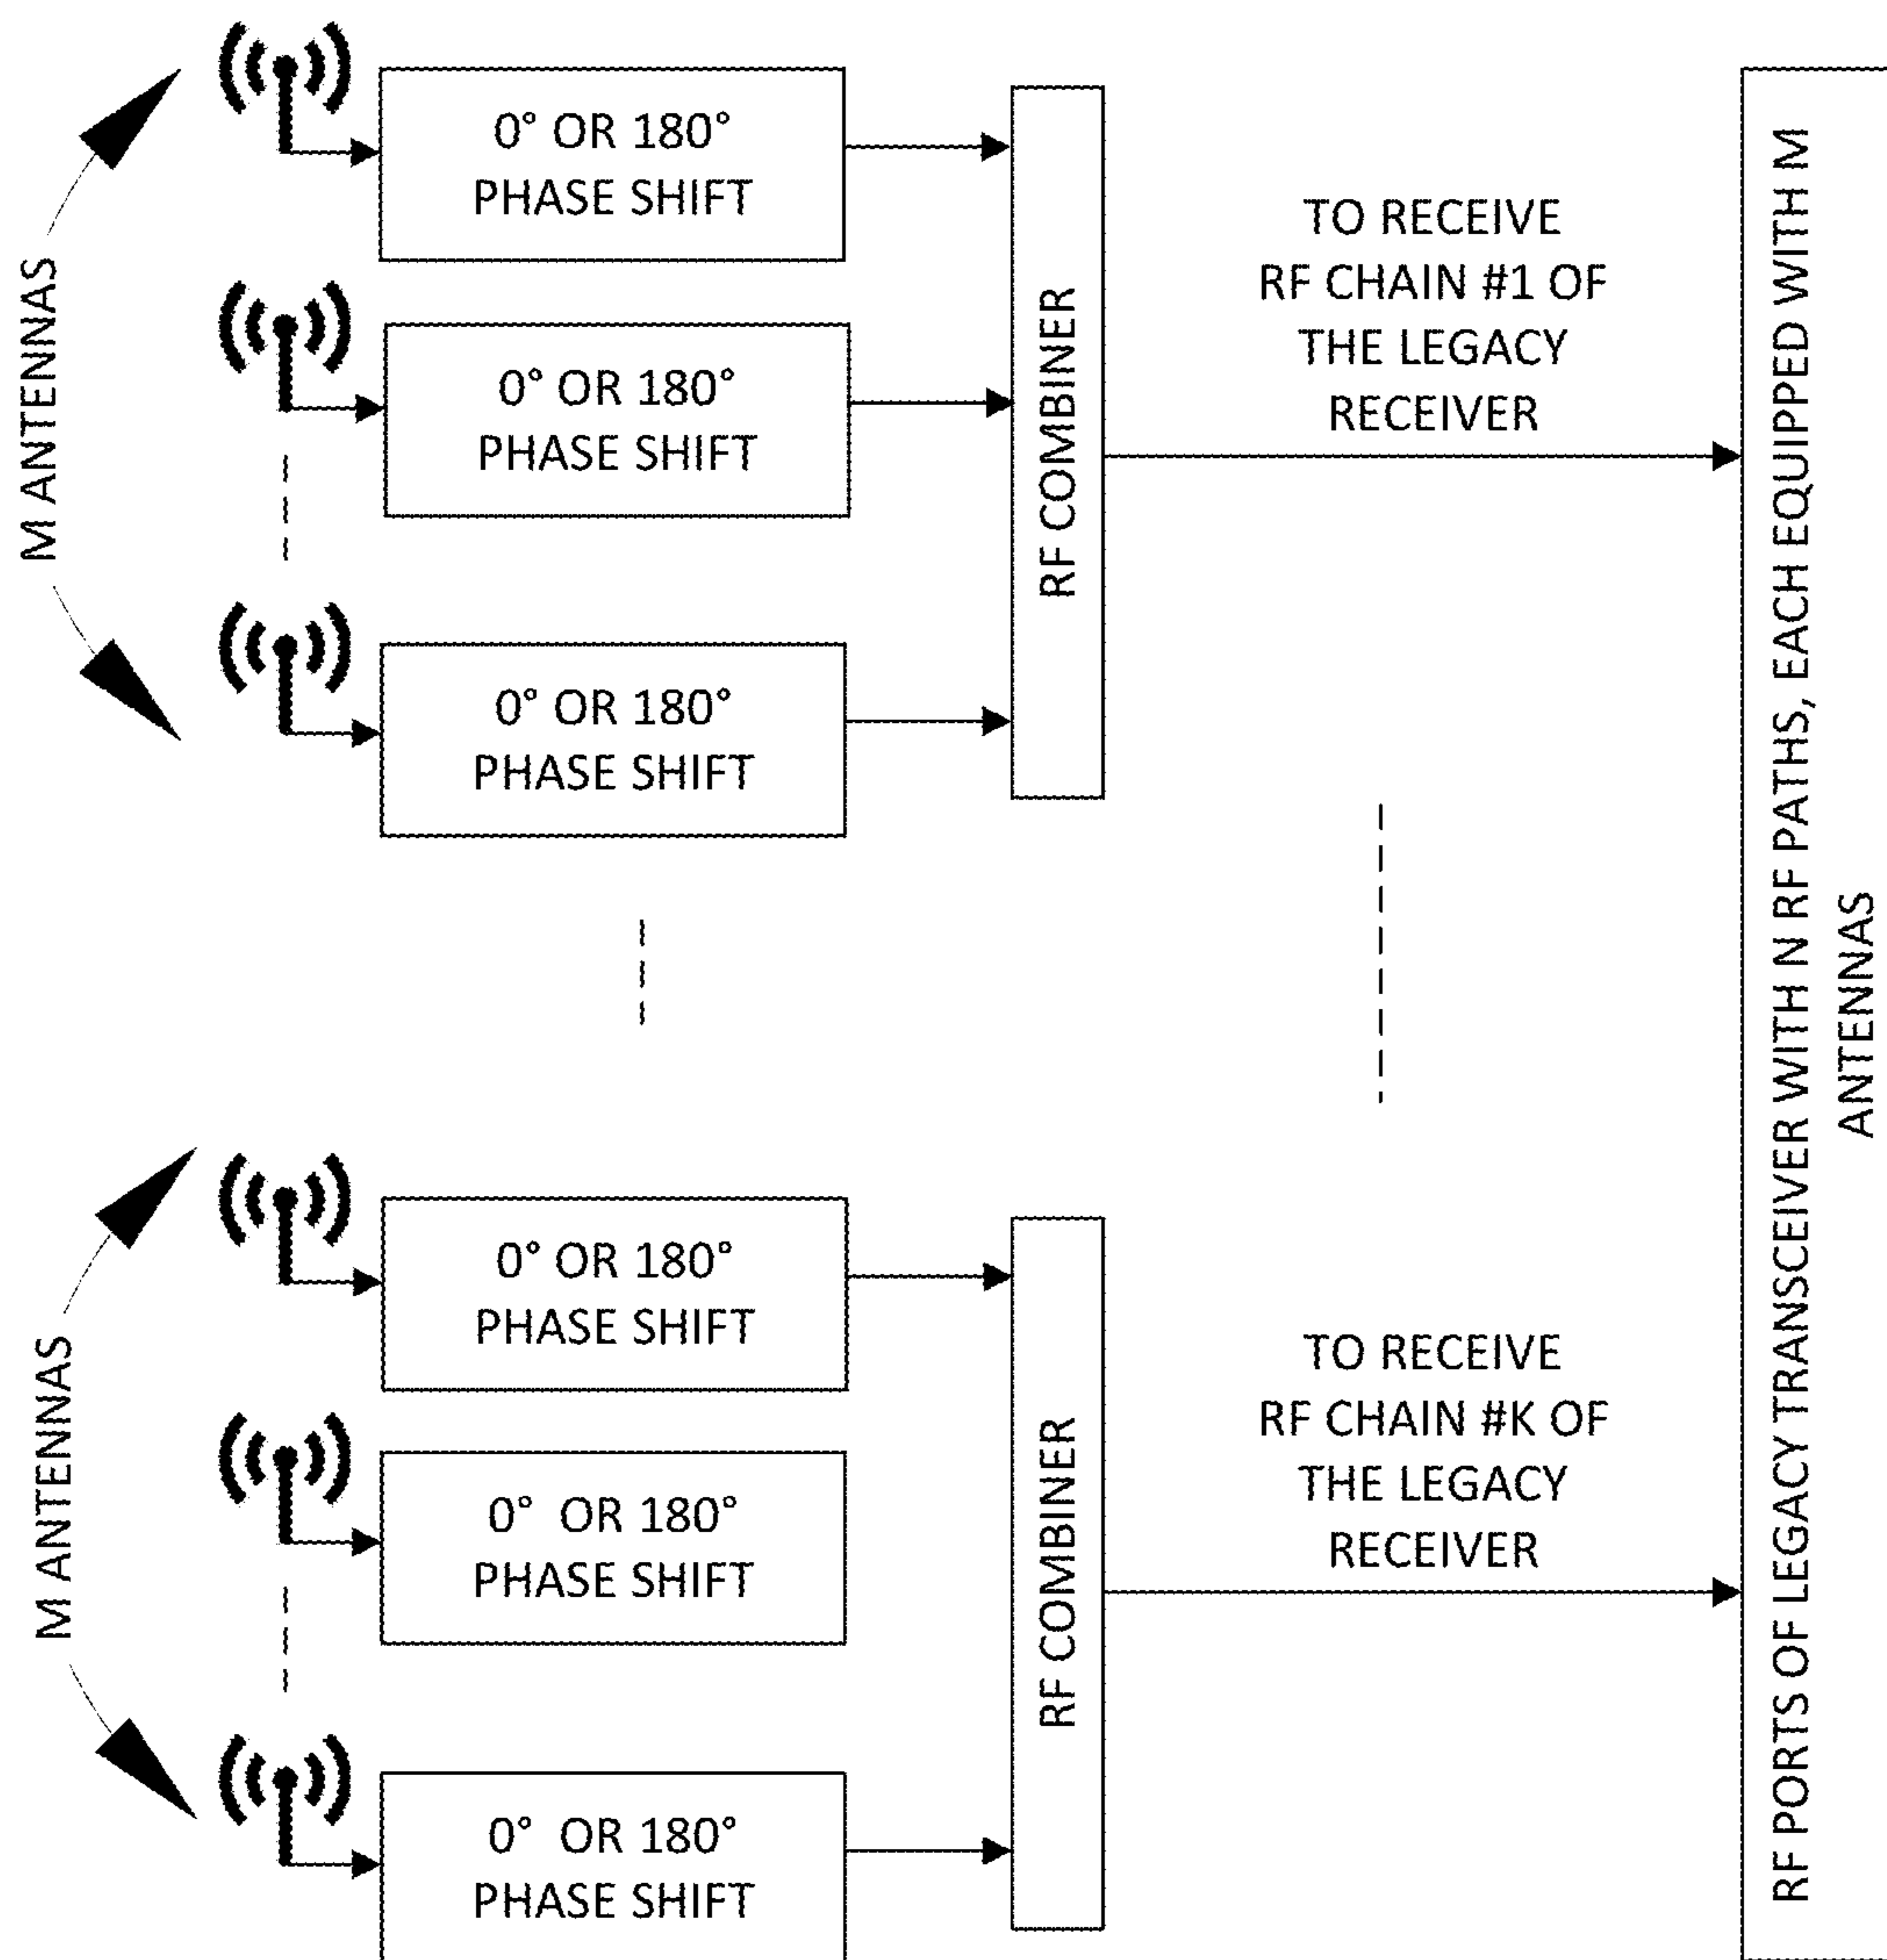 M ANTENNAS
0° OR 180°
PHASE SHIFT
0° OR 180°
PHASE SHIFT
0° OR 180°
PHASE SHIFT
RF COMBINER
TO RECEIVE
RF CHAIN #1 OF
THE LEGACY
RECEIVER
M ANTENNAS
0° OR 180°
PHASE SHIFT
0° OR 180°
PHASE SHIFT
0° OR 180°
PHASE SHIFT
RF COMBINER
TO RECEIVE
RF CHAIN #K OF
THE LEGACY
RECEIVER
RF PORTS OF LEGACY TRANSCEIVER WITH N RF PATHS, EACH EQUIPPED WITH M
ANTENNAS